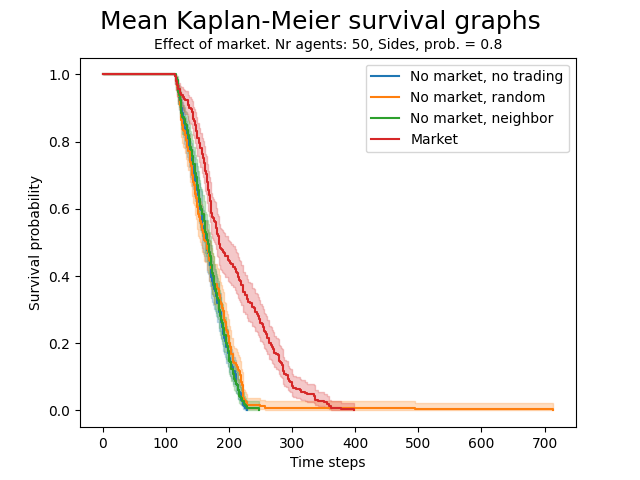 Mean Kaplan-Meier survival graphs
Effect of market. Nr agents: 50, Sides, prob. = 0.8
No market, no trading
No market, random
No market, neighbor
Market
Survival probability
1.0
0.8
0.6
0.4
0.2
0.0
0 100 200 300 400 500 600 700
Time steps